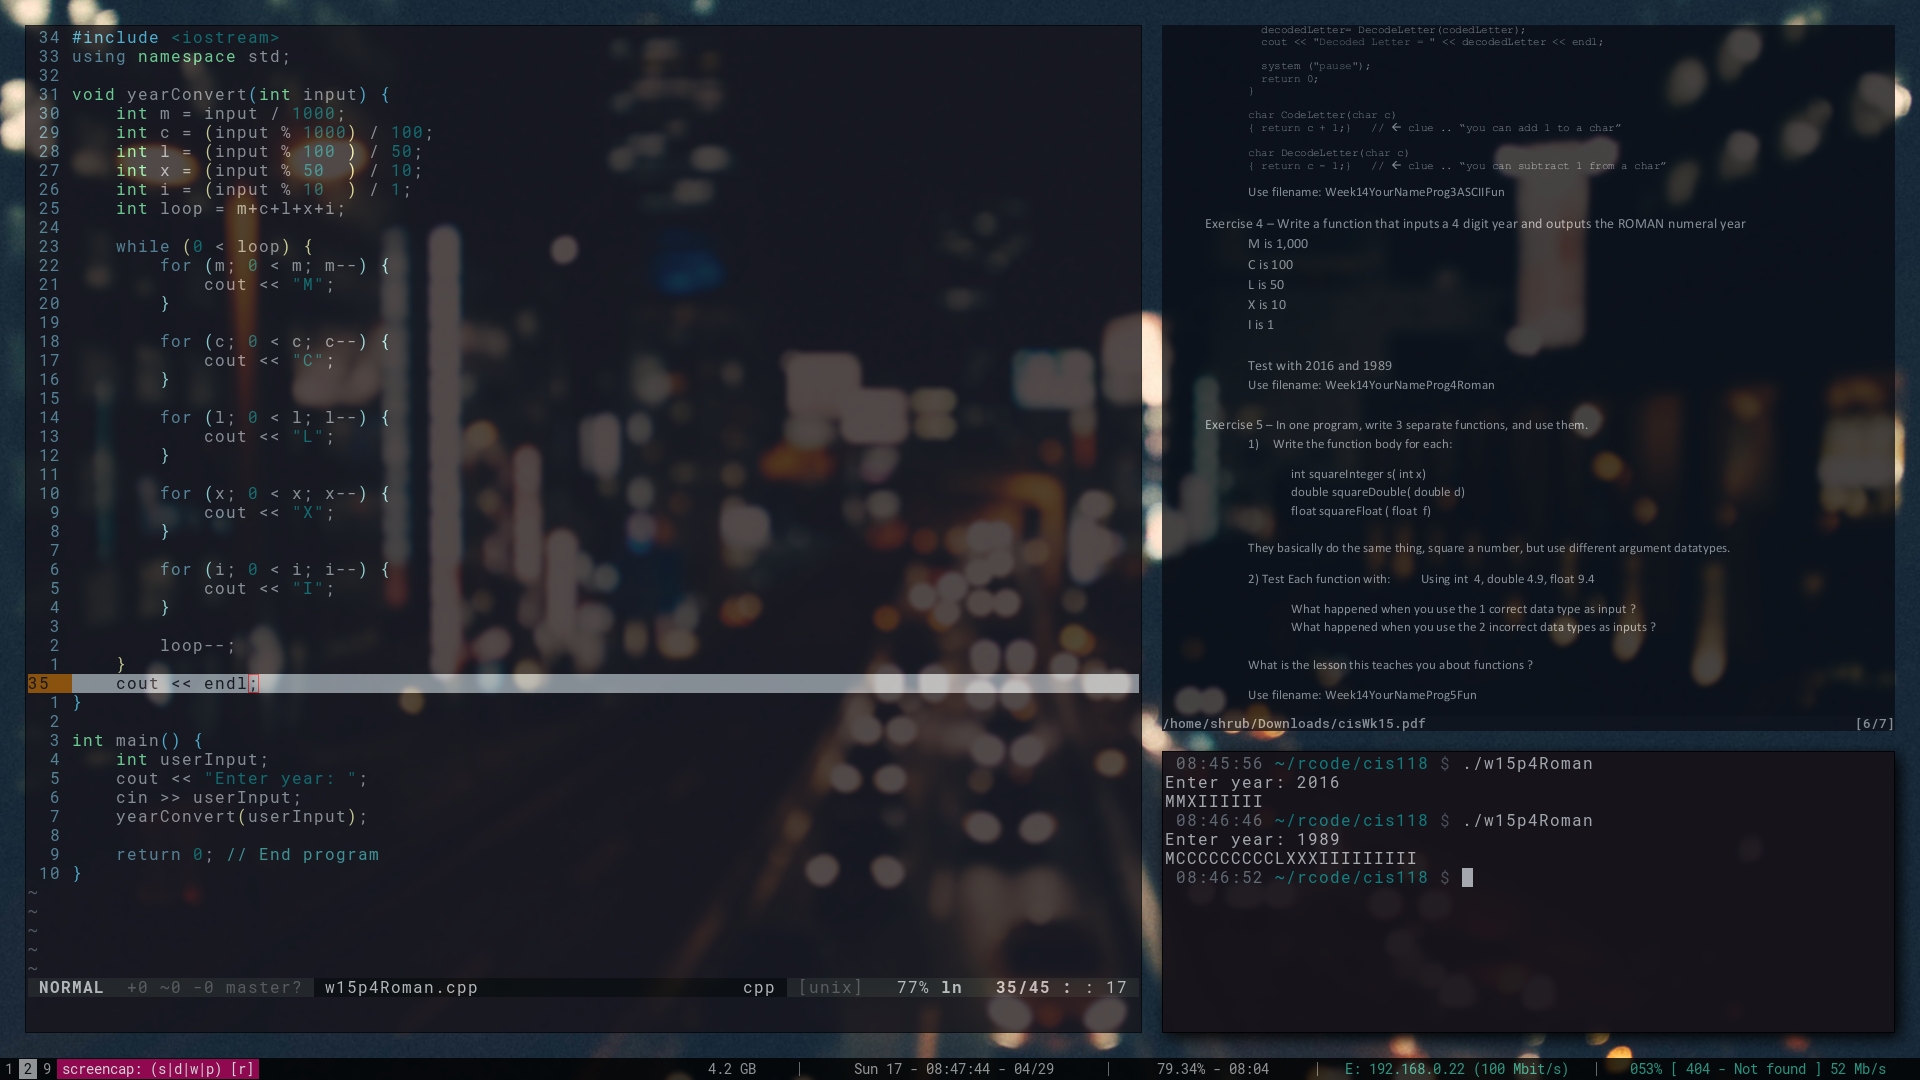 34 #include <iostream>
33 using namespace std;
32
31 void yearConvert(int input) {
30     int m = input / 1000;
29     int c = (input % 1000) / 100;
28     int l = (input % 100 ) / 50;
27     int x = (input % 50  ) / 10;
26     int i = (input % 10  ) / 1;
25     int loop = m+c+l+x+i;
24
23     while (0 < loop) {
22         for (m; 0 < m; m--) {
21             cout << "M";
20         }
19
18         for (c; 0 < c; c--) {
17             cout << "C";
16         }
15
14         for (l; 0 < l; l--) {
13             cout << "L";
12         }
11
10         for (x; 0 < x; x--) {
9             cout << "X";
8         }
7
6         for (i; 0 < i; i--) {
5             cout << "I";
4         }
3
2         loop--;
1     }
35     cout << endl;
1 }
2
3 int main() {
4     int userInput;
5     cout << "Enter year: ";
6     cin >> userInput;
7     yearConvert(userInput);
8
9     return 0; // End program
10 }
~
~
~
~
~
NORMAL +0 ~0 -0 master? w15p4Roman.cpp cpp [unix] 77% ln 35/45 : : 17
decodedLetter= DecodeLetter(codedLetter);
cout << "Decoded Letter = " << decodedLetter << endl;
system ("pause");
return 0;
}
char CodeLetter(char c)
{ return c + 1;}   // ← clue .. “you can add 1 to a char”
char DecodeLetter(char c)
{ return c - 1;}   // ← clue .. “you can subtract 1 from a char”
Use filename: Week14YourNameProg3ASCIIFun
Exercise 4 – Write a function that inputs a 4 digit year and outputs the ROMAN numeral year
M is 1,000
C is 100
L is 50
X is 10
I is 1
Test with 2016 and 1989
Use filename: Week14YourNameProg4Roman
Exercise 5 – In one program, write 3 separate functions, and use them.
1) Write the function body for each:
int squareInteger s( int x)
double squareDouble( double d)
float squareFloat ( float f)
They basically do the same thing, square a number, but use different argument datatypes.
2) Test Each function with: Using int 4, double 4.9, float 9.4
What happened when you use the 1 correct data type as input ?
What happened when you use the 2 incorrect data types as inputs ?
What is the lesson this teaches you about functions ?
Use filename: Week14YourNameProg5Fun
/home/shrub/Downloads/cisWk15.pdf [6/7]
08:45:56 ~/rcode/cis118 $ ./w15p4Roman
Enter year: 2016
MMXIIIIII
08:46:46 ~/rcode/cis118 $ ./w15p4Roman
Enter year: 1989
MCCCCCCCCCLXXXIIIIIIIII
08:46:52 ~/rcode/cis118 $
1 2 9 screencap: (s|d|w|p) [r] 4.2 GB | Sun 17 - 08:47:44 - 04/29 | 79.34% - 08:04 | E: 192.168.0.22 (100 Mbit/s) | 053% [ 404 - Not found ] 52 Mb/s